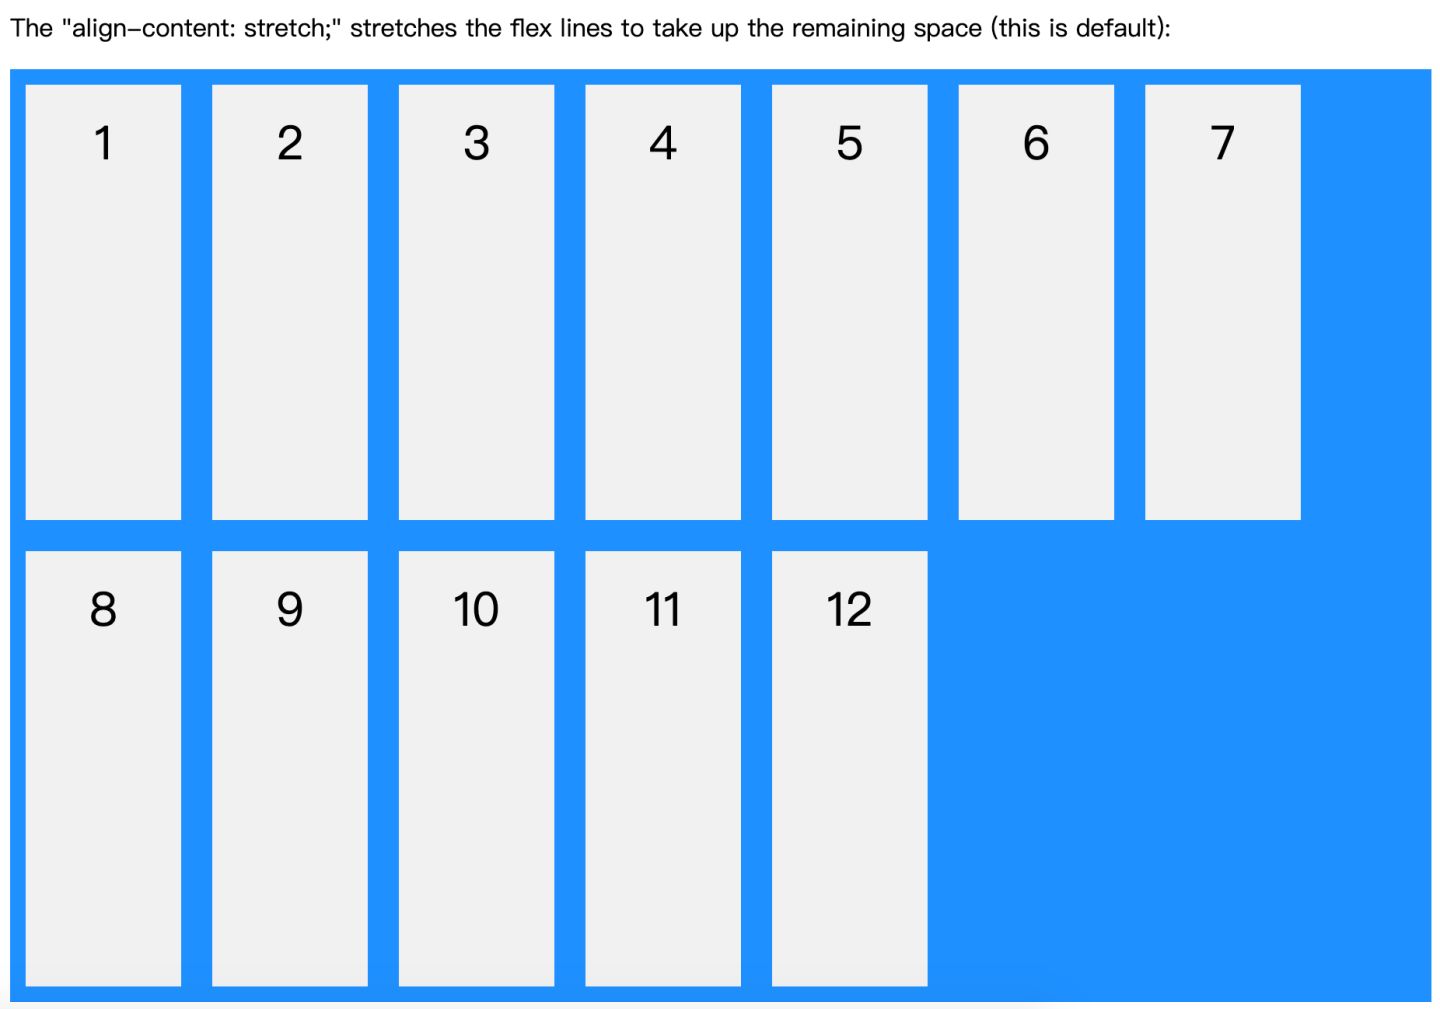 The "align-content: stretch;" stretches the flex lines to take up the remaining space (this is default):
1 2 3 4 5 6 7
8 9 10 11 12